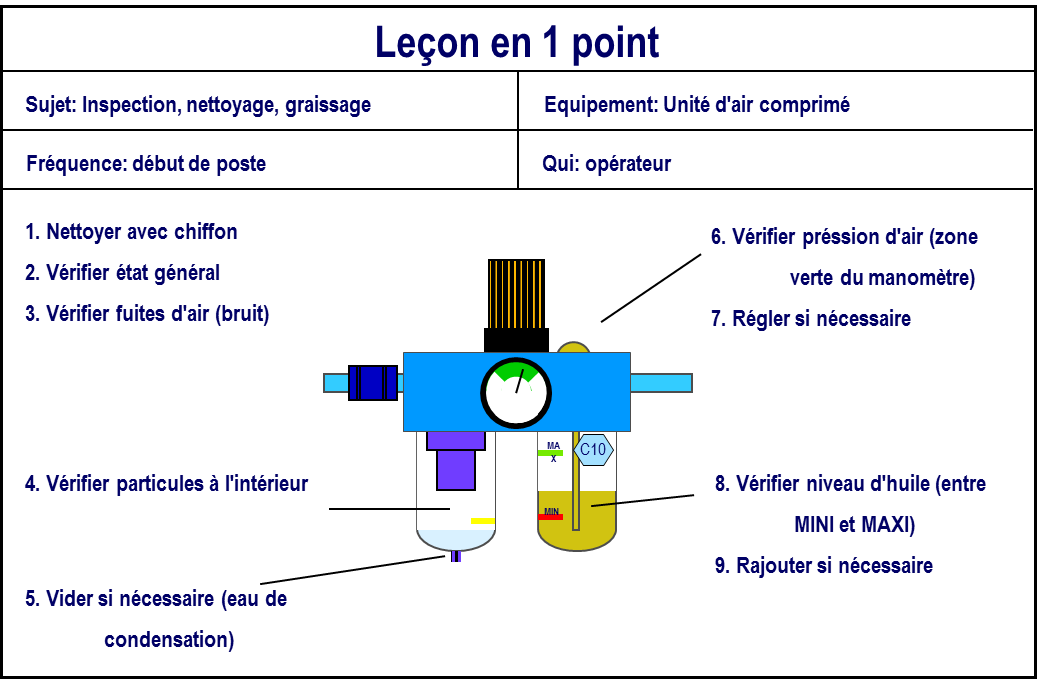 Leçon en 1 point
Sujet: Inspection, nettoyage, graissage
Equipement: Unité d'air comprimé
Fréquence: début de poste
Qui: opérateur
1. Nettoyer avec chiffon
2. Vérifier état général
3. Vérifier fuites d'air (bruit)
4. Vérifier particules à l'intérieur
5. Vider si nécessaire (eau de
condensation)
6. Vérifier préssion d'air (zone
verte du manomètre)
7. Régler si nécessaire
MA
X
C10
MIN
8. Vérifier niveau d'huile (entre
MINI et MAXI)
9. Rajouter si nécessaire